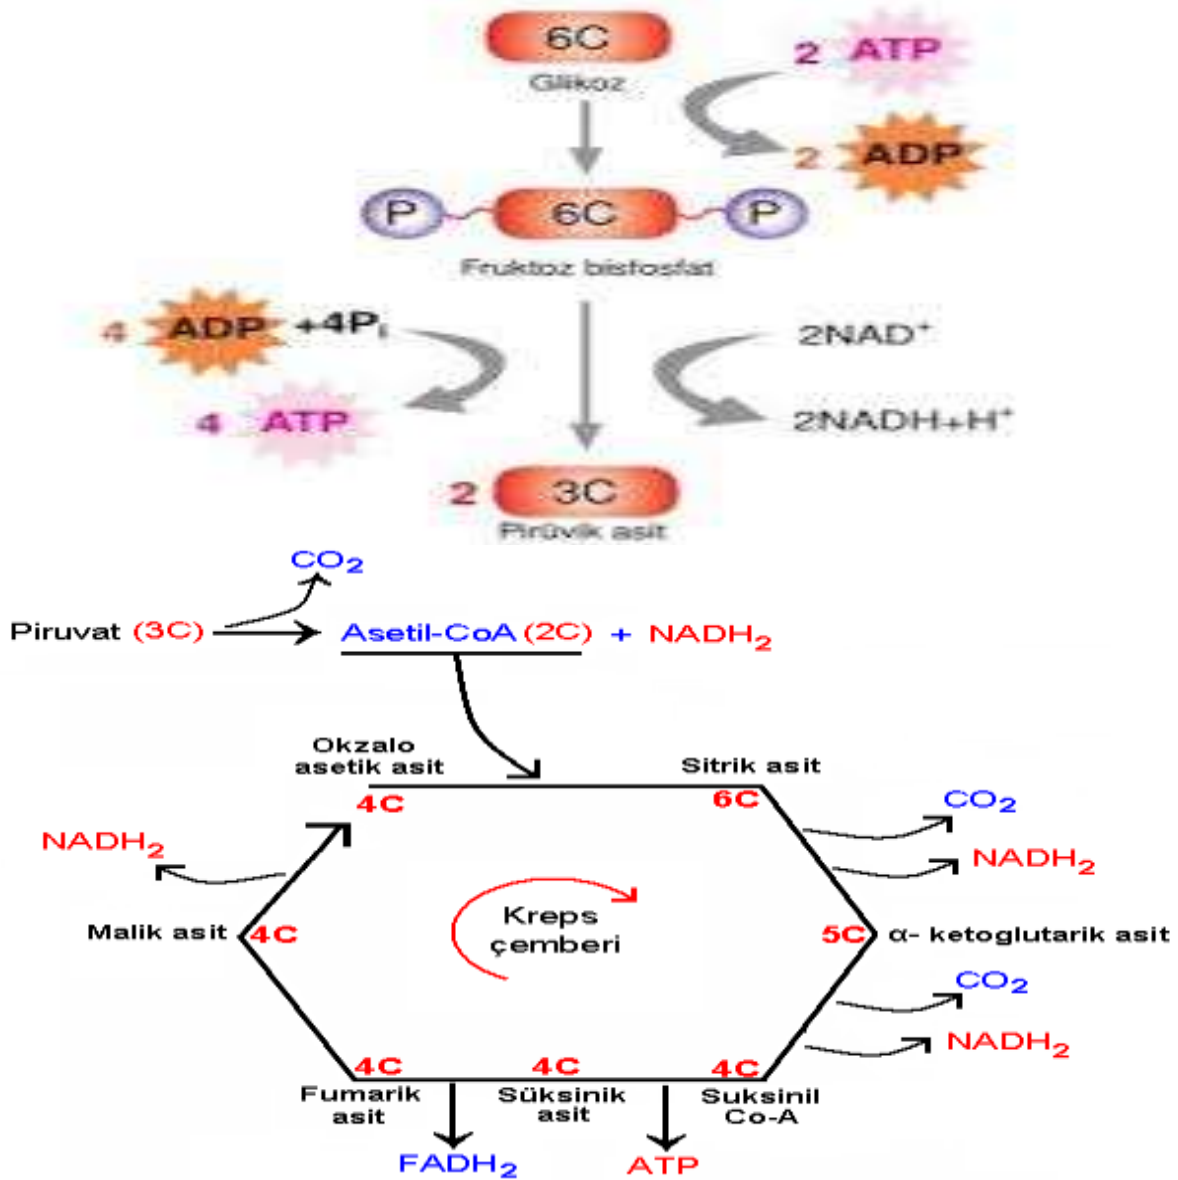 6C
Glikoz
2 ATP
2 ADP
P 6C P
Fruktoz bisfosfat
4 ADP +4Pi
2NAD+
4 ATP
2NADH+H+
2 3C
Pirüvik asit
CO2
Piruvat (3C) Asetil-CoA (2C) + NADH2
Okzalo
asetik asit
4C
Sitrik asit
6C
CO2
NADH2
NADH2
Kreps
çemberi
Malik asit 4C
5C α- ketoglutarik asit
CO2
NADH2
4C
Fumarik
asit
4C
Süksinik
asit
4C
Suksinil
Co-A
FADH2
ATP